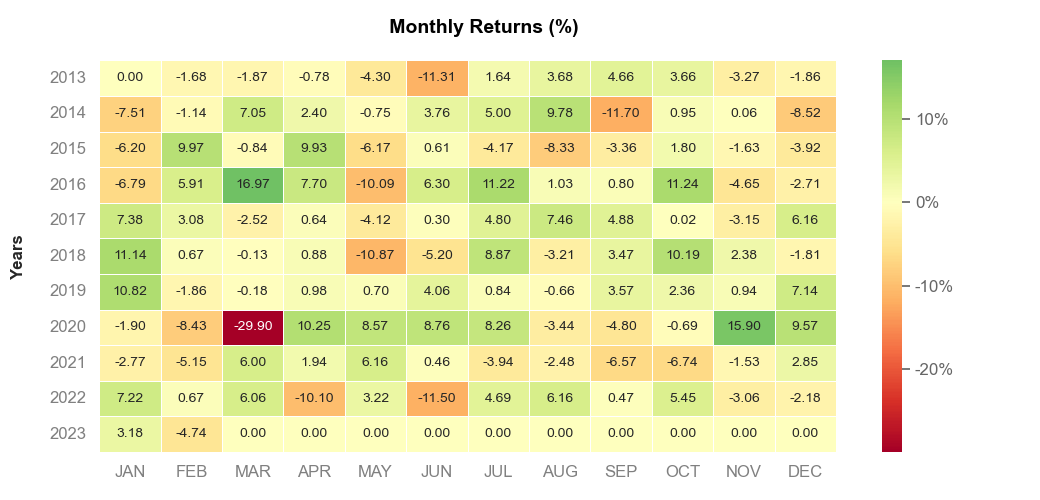 Monthly Returns (%)
2013 0.00 -1.68 -1.87 -0.78 -4.30 -11.31 1.64 3.68 4.66 3.66 -3.27 -1.86
2014 -7.51 -1.14 7.05 2.40 -0.75 3.76 5.00 9.78 -11.70 0.95 0.06 -8.52
10%
2015 -6.20 9.97 -0.84 9.93 -6.17 0.61 -4.17 -8.33 -3.36 1.80 -1.63 -3.92
2016 -6.79 5.91 16.97 7.70 -10.09 6.30 11.22 1.03 0.80 11.24 -4.65 -2.71
0%
2017 7.38 3.08 -2.52 0.64 -4.12 0.30 4.80 7.46 4.88 0.02 -3.15 6.16
Years
2018 11.14 0.67 -0.13 0.88 -10.87 -5.20 8.87 -3.21 3.47 10.19 2.38 -1.81
2019 10.82 -1.86 -0.18 0.98 0.70 4.06 0.84 -0.66 3.57 2.36 0.94 7.14
-10%
2020 -1.90 -8.43 -29.90 10.25 8.57 8.76 8.26 -3.44 -4.80 -0.69 15.90 9.57
2021 -2.77 -5.15 6.00 1.94 6.16 0.46 -3.94 -2.48 -6.57 -6.74 -1.53 2.85
-20%
2022 7.22 0.67 6.06 -10.10 3.22 -11.50 4.69 6.16 0.47 5.45 -3.06 -2.18
2023 3.18 -4.74 0.00 0.00 0.00 0.00 0.00 0.00 0.00 0.00 0.00 0.00
JAN FEB MAR APR MAY JUN JUL AUG SEP OCT NOV DEC